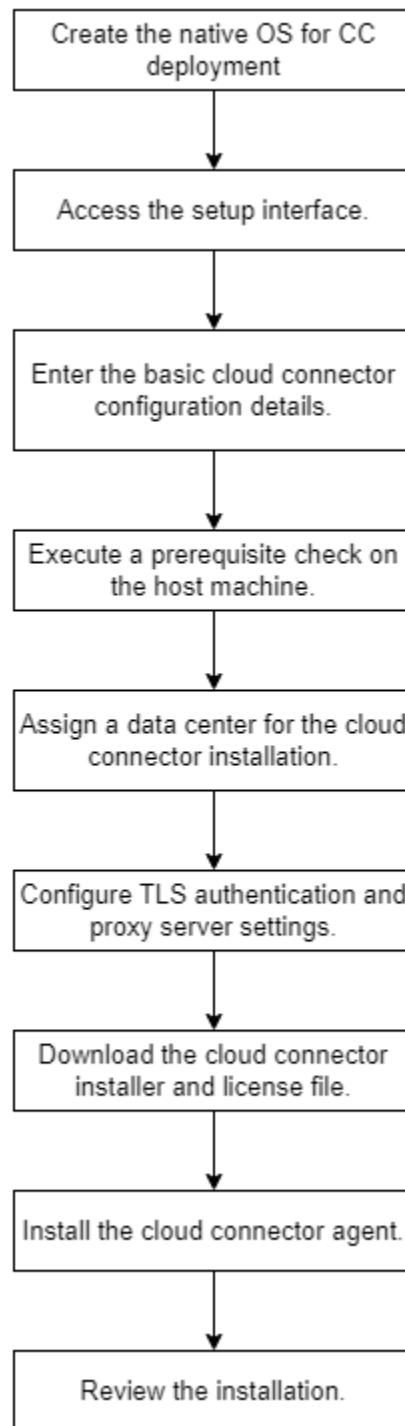 Create the native OS for CC
deployment
Access the setup interface.
Enter the basic cloud connector
configuration details.
Execute a prerequisite check on
the host machine.
Assign a data center for the cloud
connector installation.
Configure TLS authentication and
proxy server settings.
Download the cloud connector
installer and license file.
Install the cloud connector agent.
Review the installation.